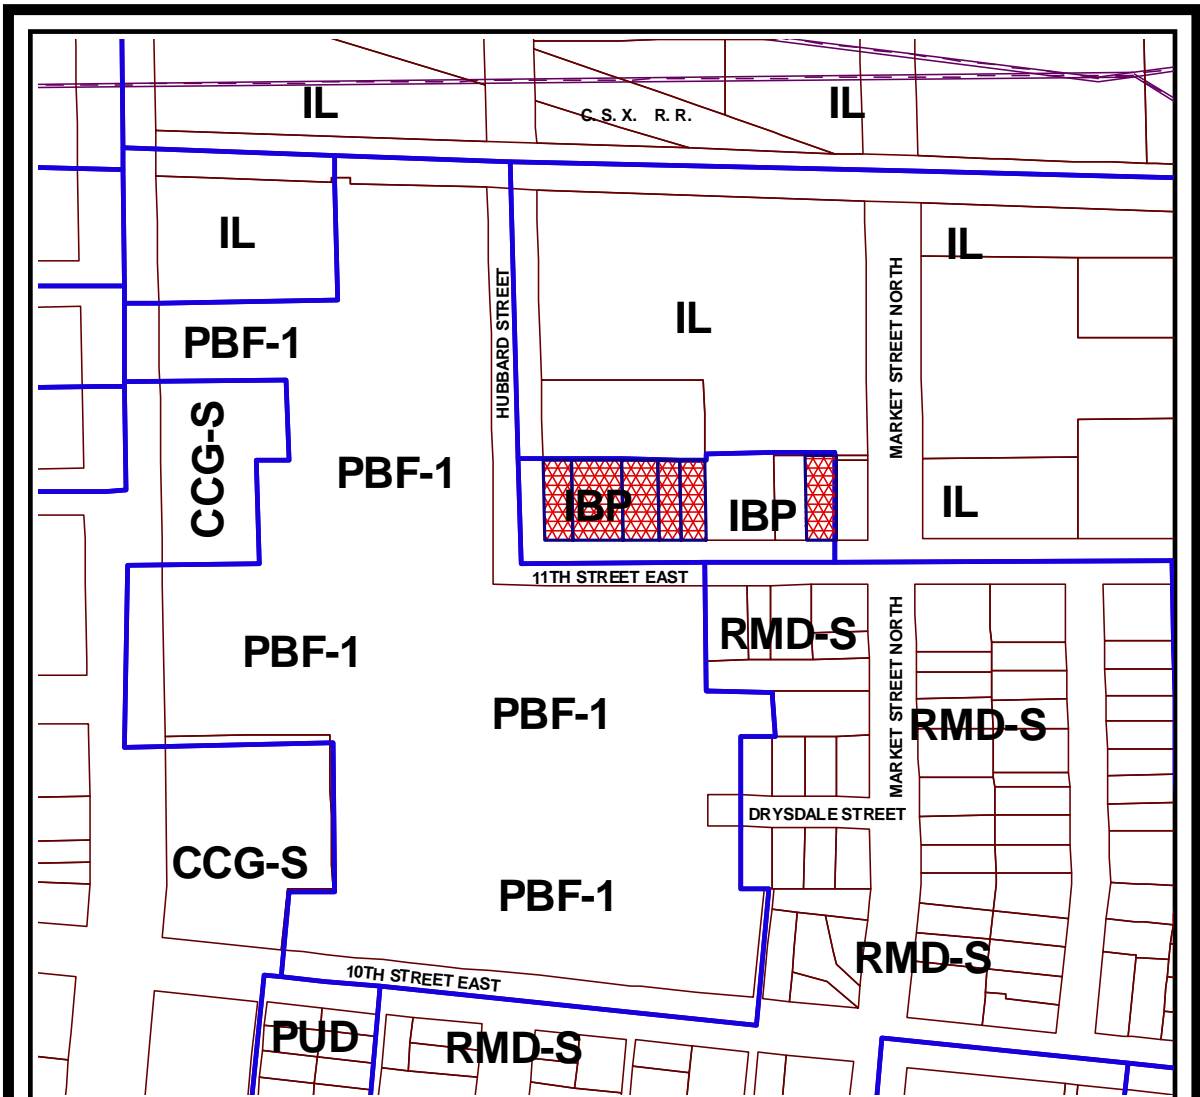 IL
C. S. X. R. R.
IL
IL
IL
HUBBARD STREET
MARKET STREET NORTH
IL
PBF-1
CCG-S
PBF-1
IBP
IBP
IL
11TH STREET EAST
RMD-S
PBF-1
MARKET STREET NORTH
PBF-1
RMD-S
DRYSDALE STREET
CCG-S
PBF-1
RMD-S
10TH STREET EAST
PUD
RMD-S